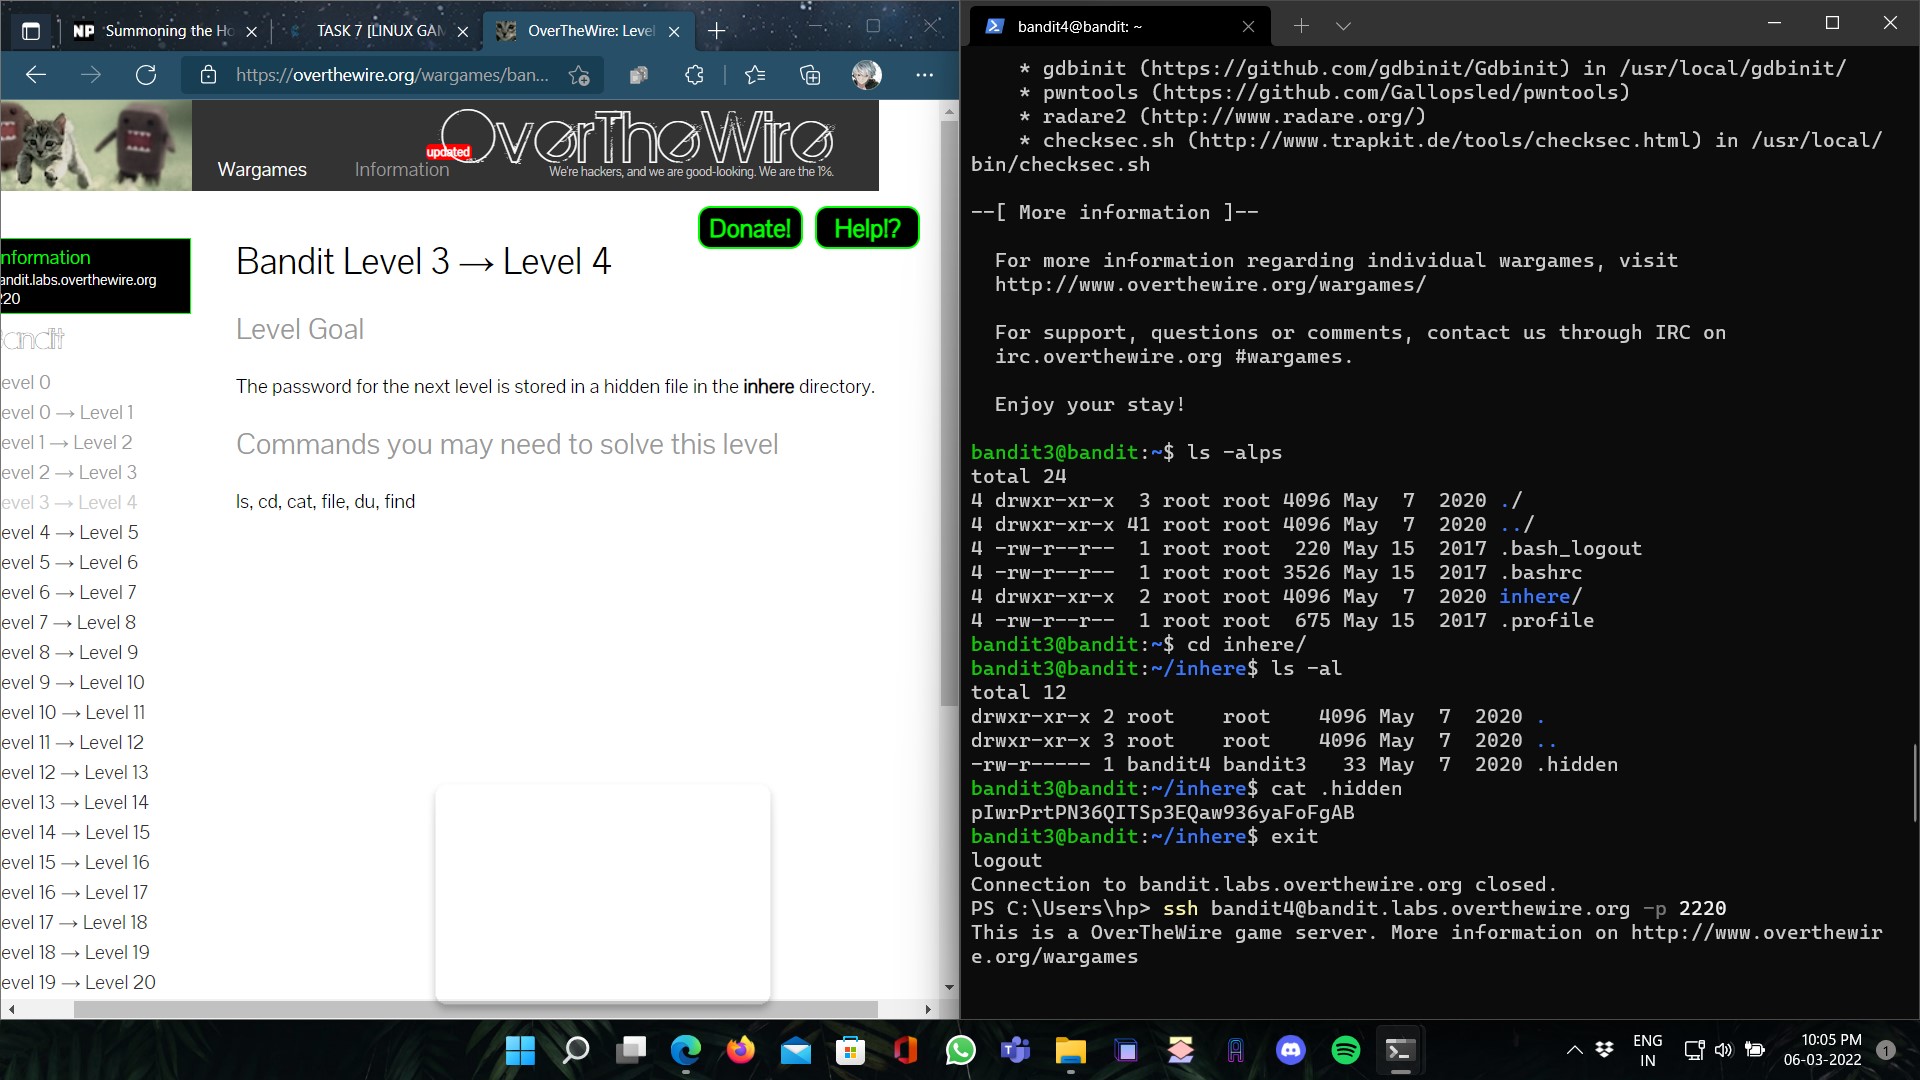 NP Summoning the Ho
TASK 7 [LINUX GAM
OverTheWire: Level
https://overthewire.org/wargames/ban...
OverTheWire
updated
Wargames
Information
We're hackers, and we are good-looking. We are the 1%.
Donate!
Help!?
nformation
andit.labs.overthewire.org
220
andit
evel 0
evel 0 → Level 1
evel 1 → Level 2
evel 2 → Level 3
evel 3 → Level 4
evel 4 → Level 5
evel 5 → Level 6
evel 6 → Level 7
evel 7 → Level 8
evel 8 → Level 9
evel 9 → Level 10
evel 10 → Level 11
evel 11 → Level 12
evel 12 → Level 13
evel 13 → Level 14
evel 14 → Level 15
evel 15 → Level 16
evel 16 → Level 17
evel 17 → Level 18
evel 18 → Level 19
evel 19 → Level 20
Bandit Level 3 → Level 4
Level Goal
The password for the next level is stored in a hidden file in the inhere directory.
Commands you may need to solve this level
ls, cd, cat, file, du, find
bandit4@bandit: ~
* gdbinit (https://github.com/gdbinit/Gdbinit) in /usr/local/gdbinit/
* pwntools (https://github.com/Gallopsled/pwntools)
* radare2 (http://www.radare.org/)
* checksec.sh (http://www.trapkit.de/tools/checksec.html) in /usr/local/
bin/checksec.sh
--[ More information ]--
For more information regarding individual wargames, visit
http://www.overthewire.org/wargames/
For support, questions or comments, contact us through IRC on
irc.overthewire.org #wargames.
Enjoy your stay!
bandit3@bandit:~$ ls -alps
total 24
4 drwxr-xr-x  3 root root 4096 May  7  2020 ./
4 drwxr-xr-x 41 root root 4096 May  7  2020 ../
4 -rw-r--r--  1 root root  220 May 15  2017 .bash_logout
4 -rw-r--r--  1 root root 3526 May 15  2017 .bashrc
4 drwxr-xr-x  2 root root 4096 May  7  2020 inhere/
4 -rw-r--r--  1 root root  675 May 15  2017 .profile
bandit3@bandit:~$ cd inhere/
bandit3@bandit:~/inhere$ ls -al
total 12
drwxr-xr-x 2 root    root    4096 May  7  2020 .
drwxr-xr-x 3 root    root    4096 May  7  2020 ..
-rw-r----- 1 bandit4 bandit3   33 May  7  2020 .hidden
bandit3@bandit:~/inhere$ cat .hidden
pIwrPrtPN36QITSp3EQaw936yaFoFgAB
bandit3@bandit:~/inhere$ exit
logout
Connection to bandit.labs.overthewire.org closed.
PS C:\Users\hp> ssh bandit4@bandit.labs.overthewire.org -p 2220
This is a OverTheWire game server. More information on http://www.overthewir
e.org/wargames
ENG
IN
10:05 PM
06-03-2022
1